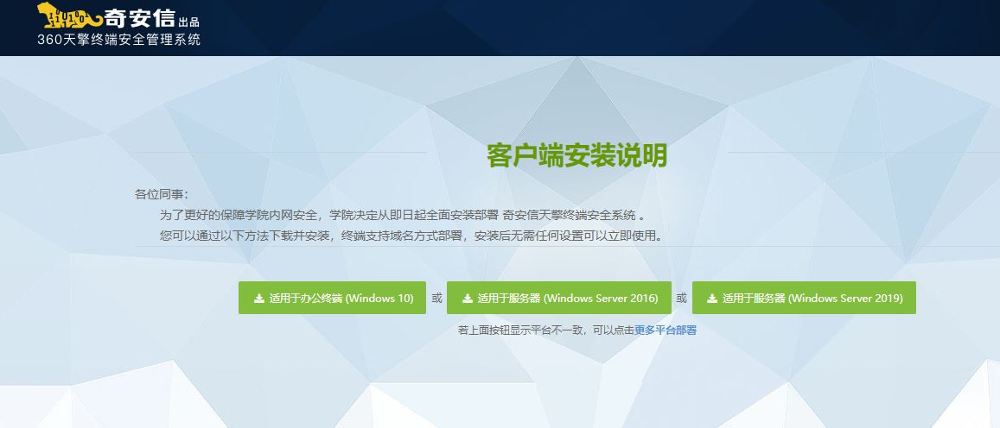 奇安信 出品
360天擎终端安全管理系统
客户端安装说明
各位同事：
为了更好的保障学院内网安全，学院决定从即日起全面安装部署 奇安信天擎终端安全系统 。
您可以通过以下方法下载并安装，终端支持域名方式部署，安装后无需任何设置可以立即使用。
适用于办公终端 (Windows 10) 或 适用于服务器 (Windows Server 2016) 或 适用于服务器 (Windows Server 2019)
若上面按钮显示平台不一致，可以点击更多平台部署